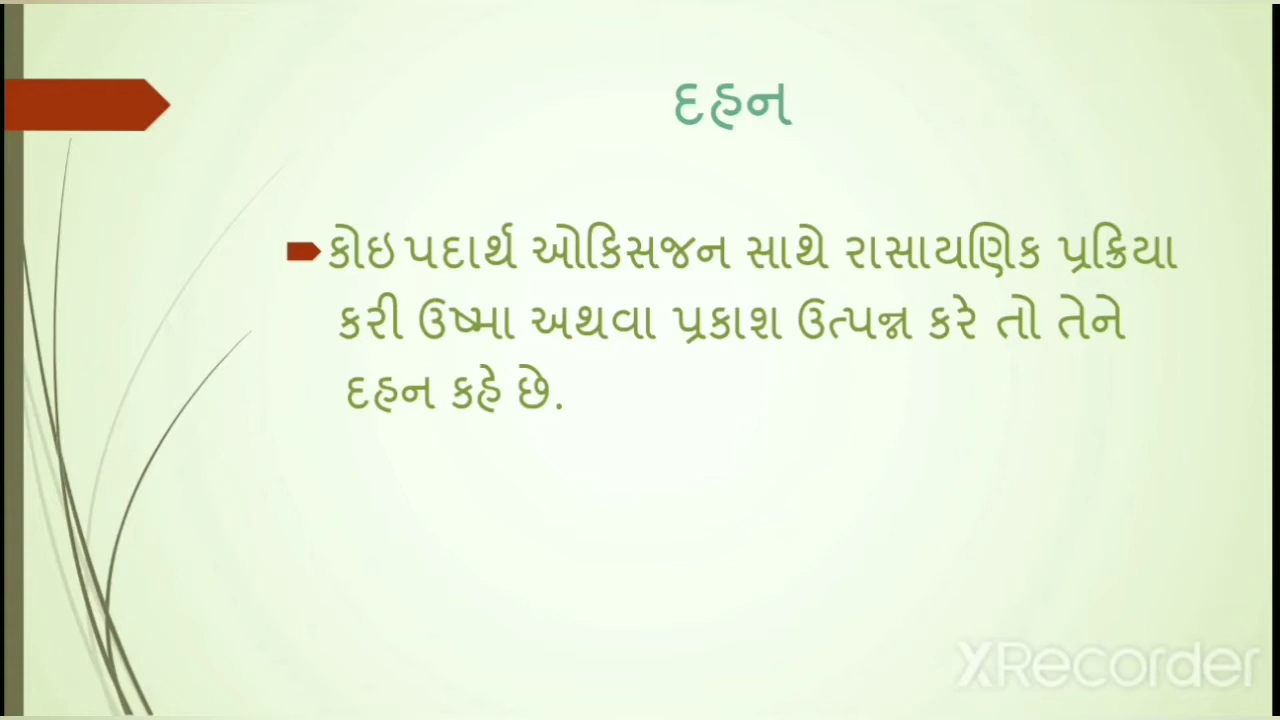 દહન
કોઇ પદાર્થ ઓકિસજન સાથે રાસાયણિક પ્રક્રિયા
કરી ઉષ્મા અથવા પ્રકાશ ઉત્પન્ન કરે તો તેને
દહન કહે છે.
XRecorder